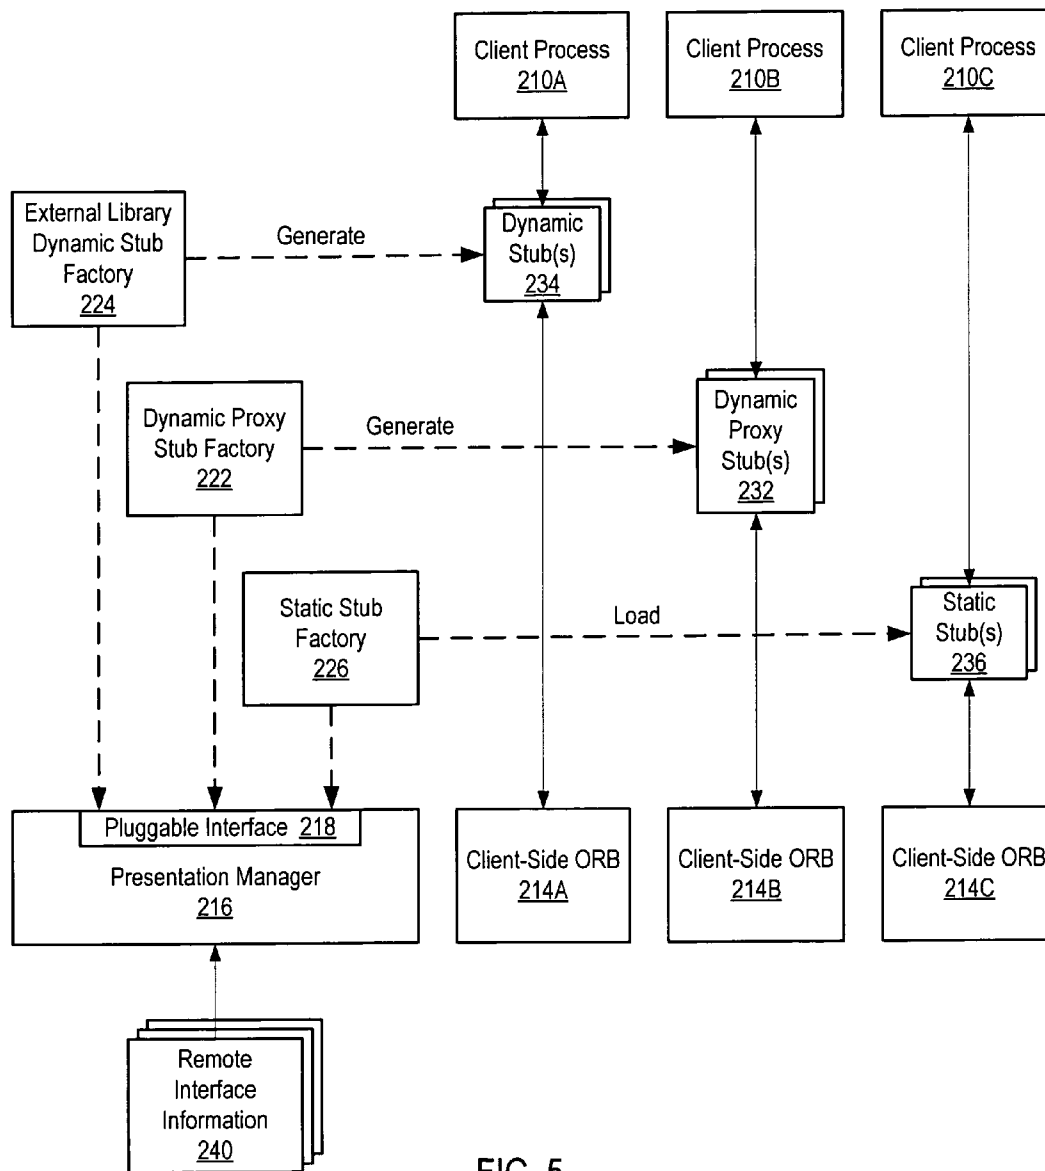 Client Process
210A
Client Process
210B
Client Process
210C
External Library
Dynamic Stub
Factory
224
Generate
Dynamic
Stub(s)
234
Dynamic Proxy
Stub Factory
222
Generate
Dynamic
Proxy
Stub(s)
232
Static Stub
Factory
226
Load
Static
Stub(s)
236
Pluggable Interface 218
Presentation Manager
216
Client-Side ORB
214A
Client-Side ORB
214B
Client-Side ORB
214C
Remote
Interface
Information
240
FIG. 5